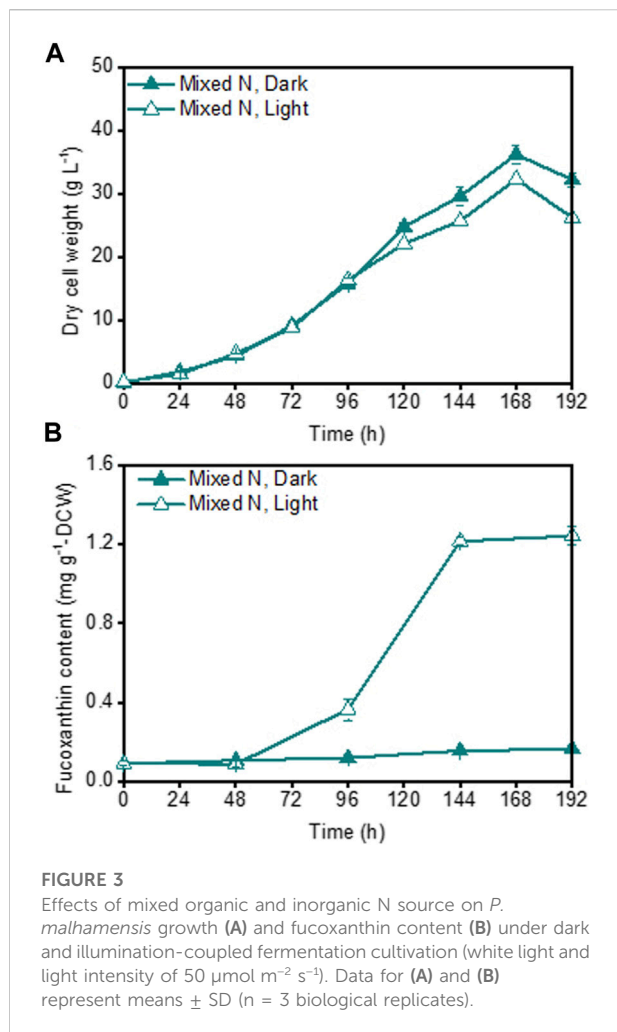 A
50
40
30
20
10
0
Dry cell weight (g L⁻¹)
Mixed N, Dark
Mixed N, Light
0 24 48 72 96 120 144 168 192
Time (h)
B
1.6
1.2
0.8
0.4
0.0
Fucoxanthin content (mg g⁻¹-DCW)
Mixed N, Dark
Mixed N, Light
0 24 48 72 96 120 144 168 192
Time (h)
FIGURE 3
Effects of mixed organic and inorganic N source on P.
malhamensis growth (A) and fucoxanthin content (B) under dark
and illumination-coupled fermentation cultivation (white light and
light intensity of 50 μmol m⁻² s⁻¹). Data for (A) and (B)
represent means ± SD (n = 3 biological replicates).